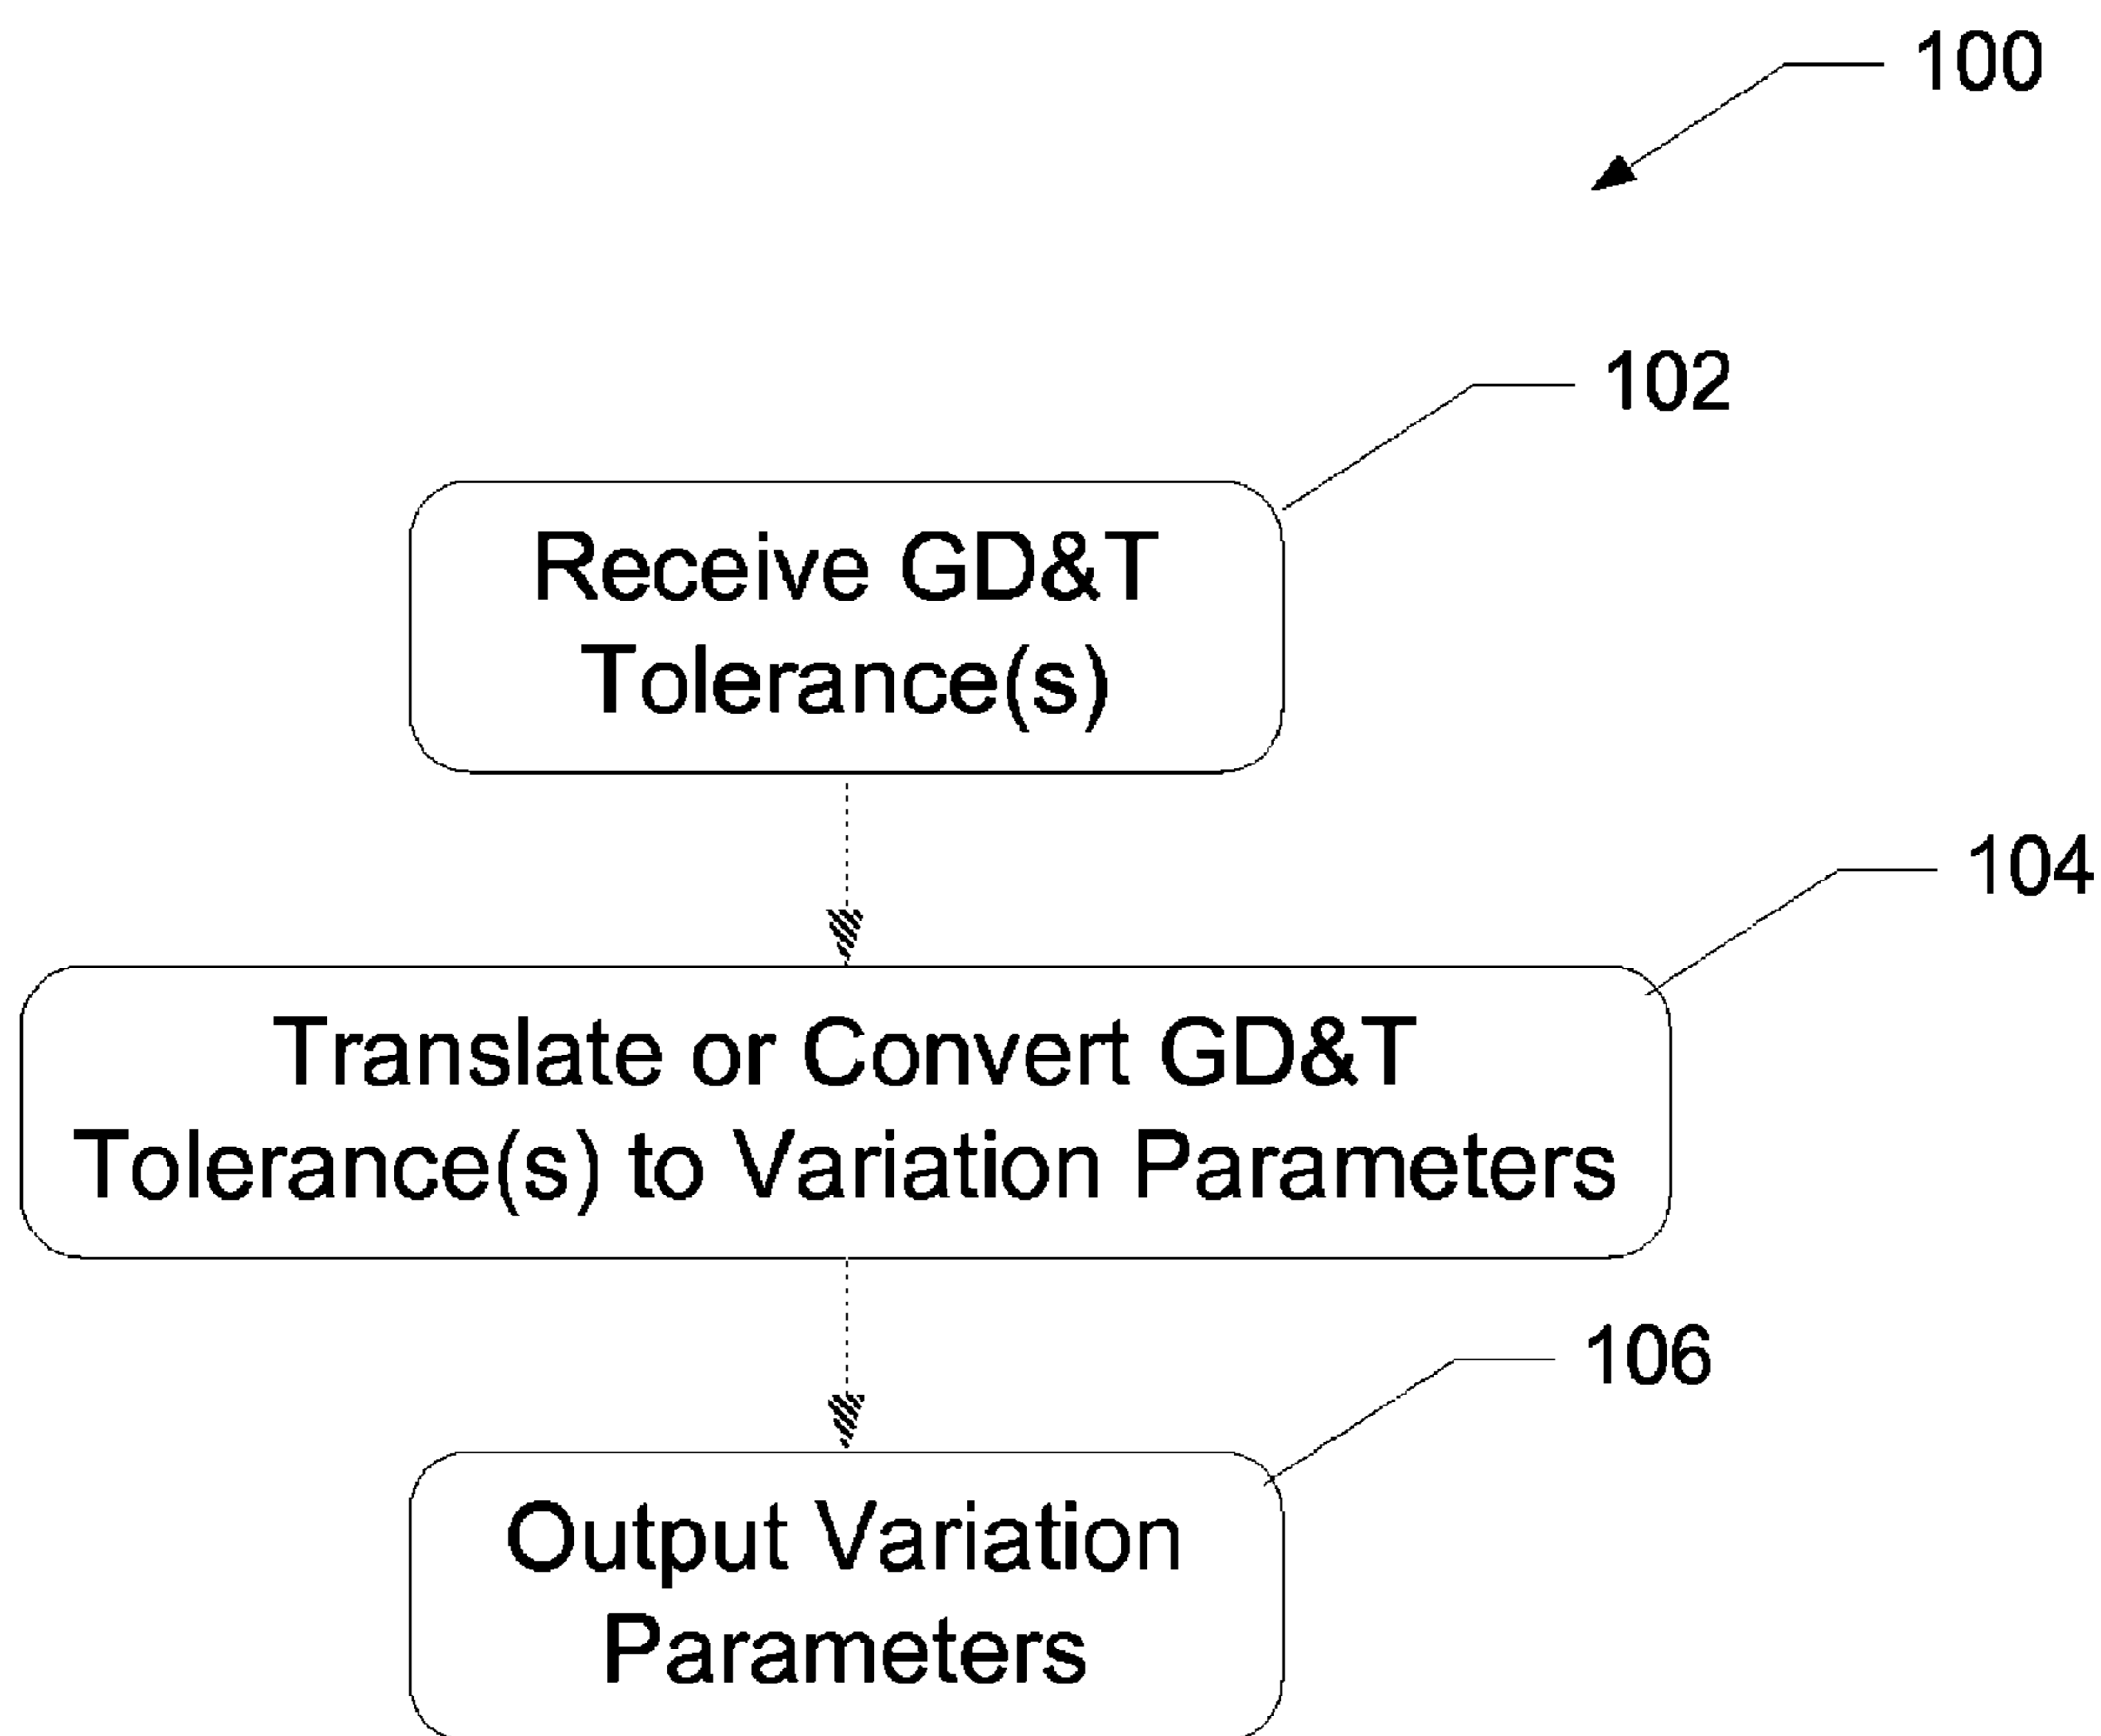 100
102
Receive GD&T
Tolerance(s)
104
Translate or Convert GD&T
Tolerance(s) to Variation Parameters
106
Output Variation
Parameters